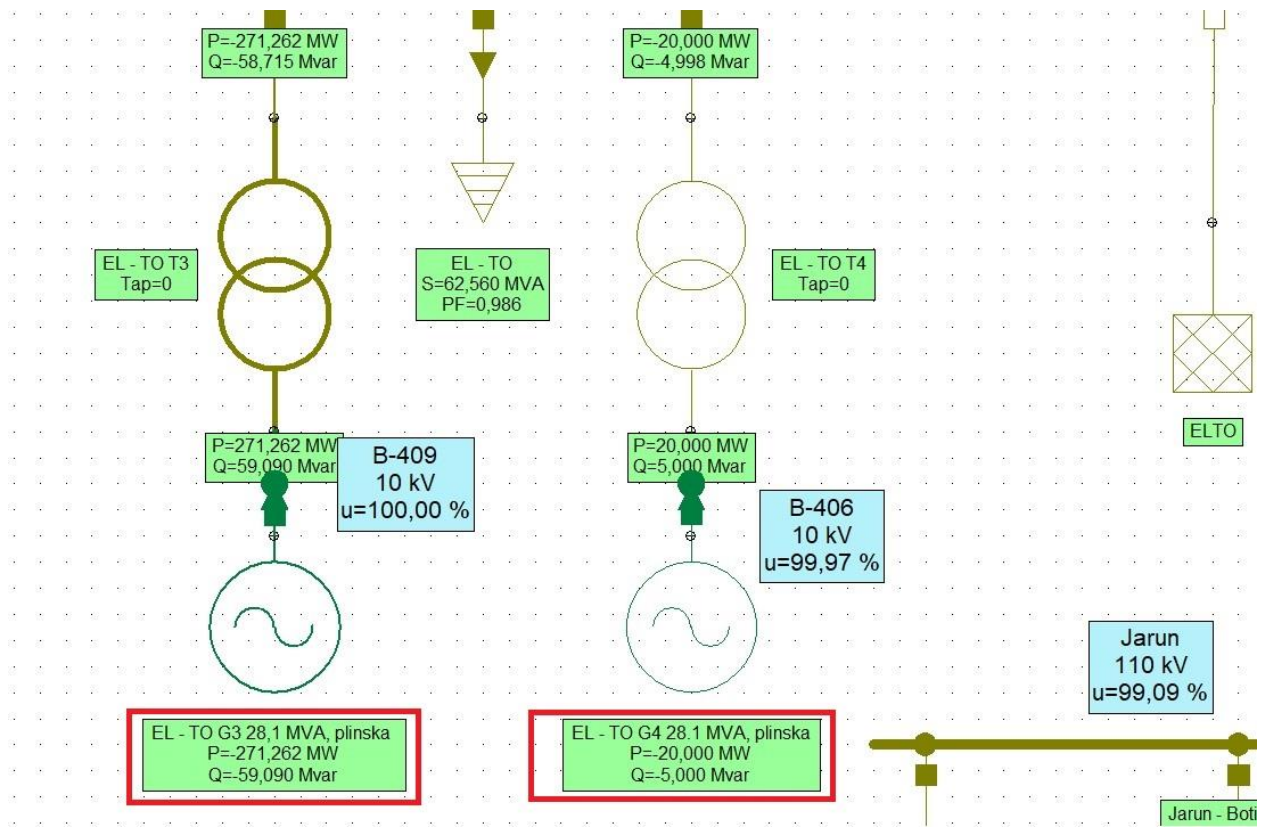 P=-271,262 MW
Q=-58,715 Mvar
P=-20,000 MW
Q=-4,998 Mvar
EL - TO T3
Tap=0
EL - TO
S=62,560 MVA
PF=0,986
EL - TO T4
Tap=0
ELTO
P=271,262 MW
Q=59,090 Mvar
B-409
10 kV
u=100,00 %
P=20,000 MW
Q=5,000 Mvar
B-406
10 kV
u=99,97 %
Jarun
110 kV
u=99,09 %
EL - TO G3 28,1 MVA, plinska
P=-271,262 MW
Q=-59,090 Mvar
EL - TO G4 28.1 MVA, plinska
P=-20,000 MW
Q=-5,000 Mvar
Jarun - Boti